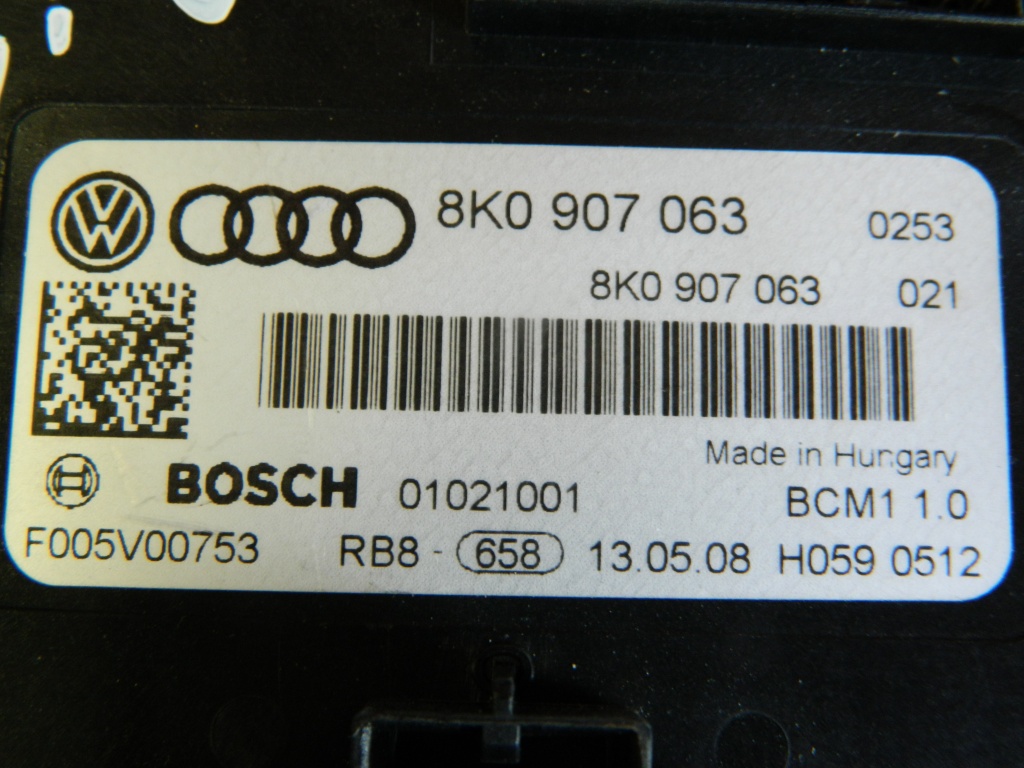 8K0 907 063 0253
8K0 907 063 021
Made in Hungary
BOSCH 01021001 BCM1 1.0
F005V00753 RB8 - 658 13.05.08 H059 0512